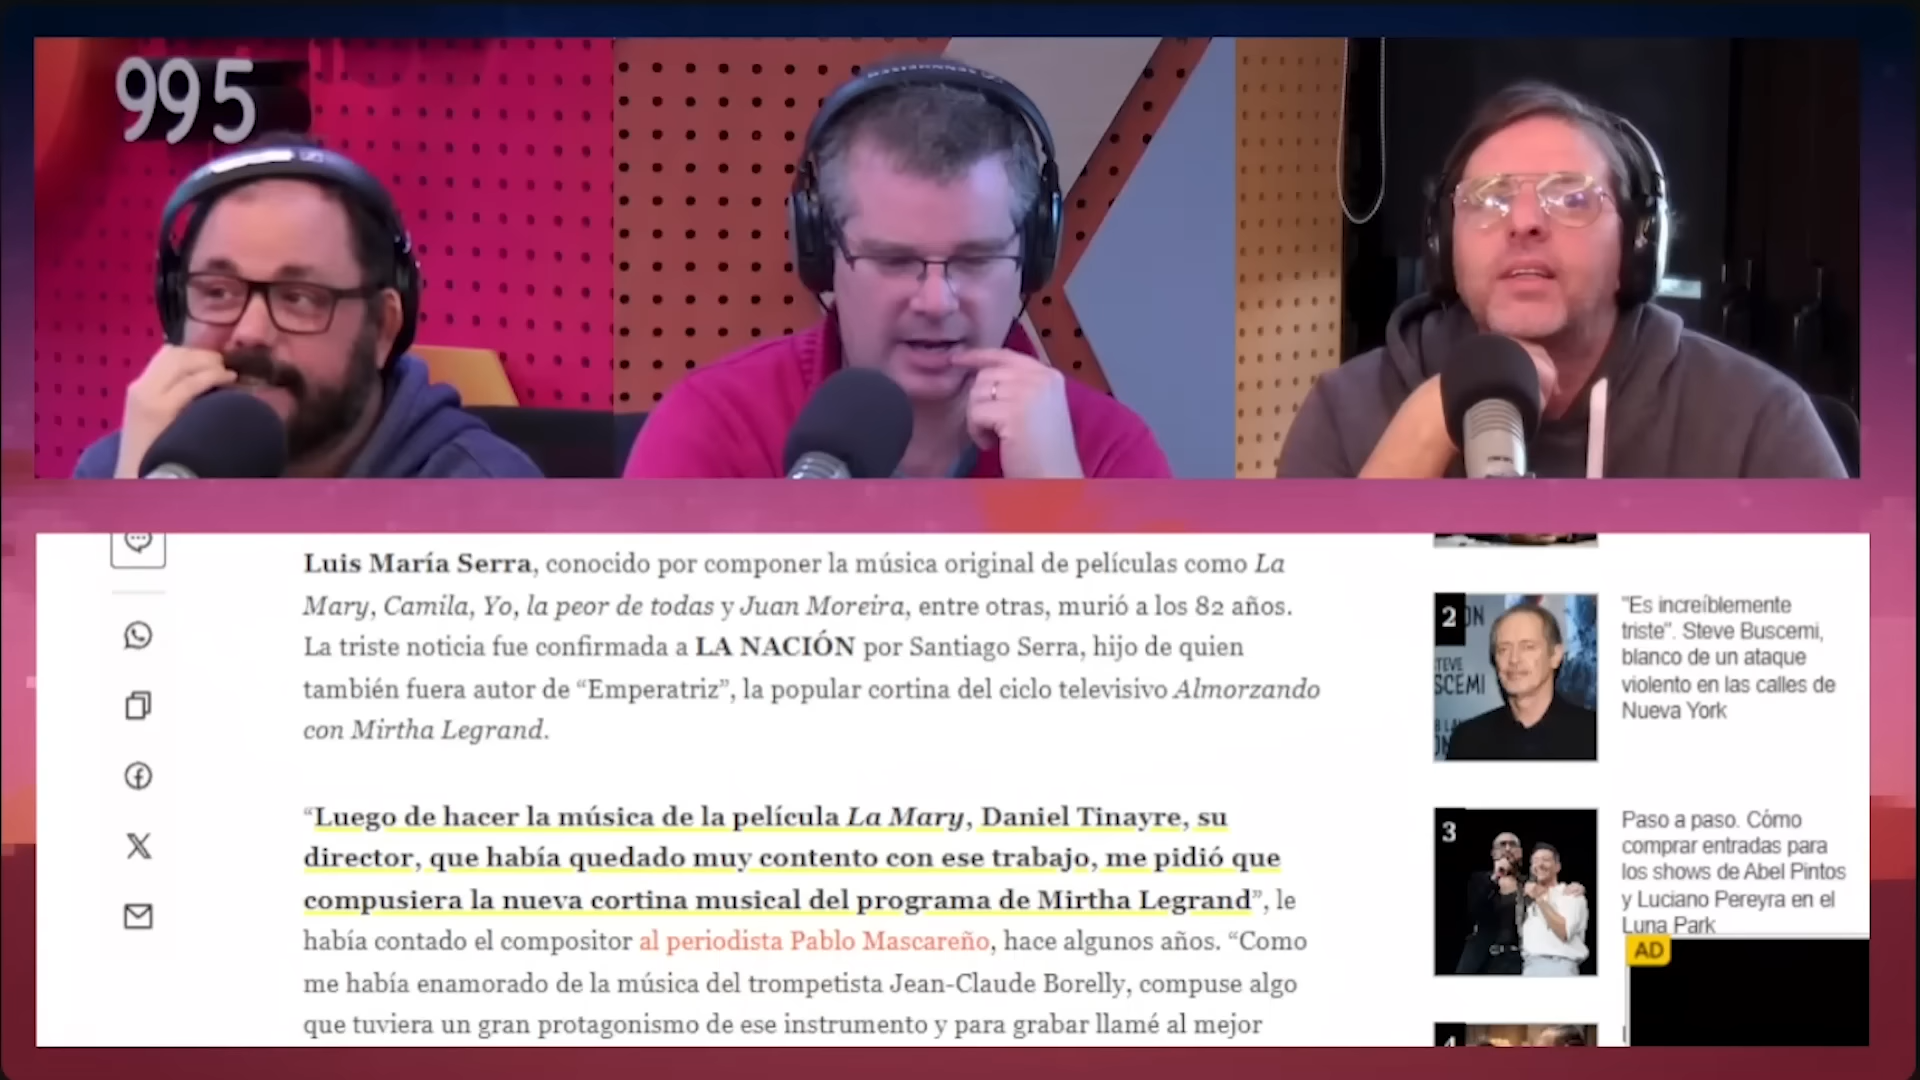 995
Luis María Serra, conocido por componer la música original de películas como La
Mary, Camila, Yo, la peor de todas y Juan Moreira, entre otras, murió a los 82 años.
La triste noticia fue confirmada a LA NACIÓN por Santiago Serra, hijo de quien
también fuera autor de “Emperatriz”, la popular cortina del ciclo televisivo Almorzando
con Mirtha Legrand.
“Luego de hacer la música de la película La Mary, Daniel Tinayre, su
director, que había quedado muy contento con ese trabajo, me pidió que
compusiera la nueva cortina musical del programa de Mirtha Legrand”, le
había contado el compositor al periodista Pablo Mascareño, hace algunos años. “Como
me había enamorado de la música del trompetista Jean-Claude Borelly, compuse algo
que tuviera un gran protagonismo de ese instrumento y para grabar llamé al mejor
2
"Es increíblemente
triste". Steve Buscemi,
blanco de un ataque
violento en las calles de
Nueva York
3
Paso a paso. Cómo
comprar entradas para
los shows de Abel Pintos
y Luciano Pereyra en el
Luna Park
AD